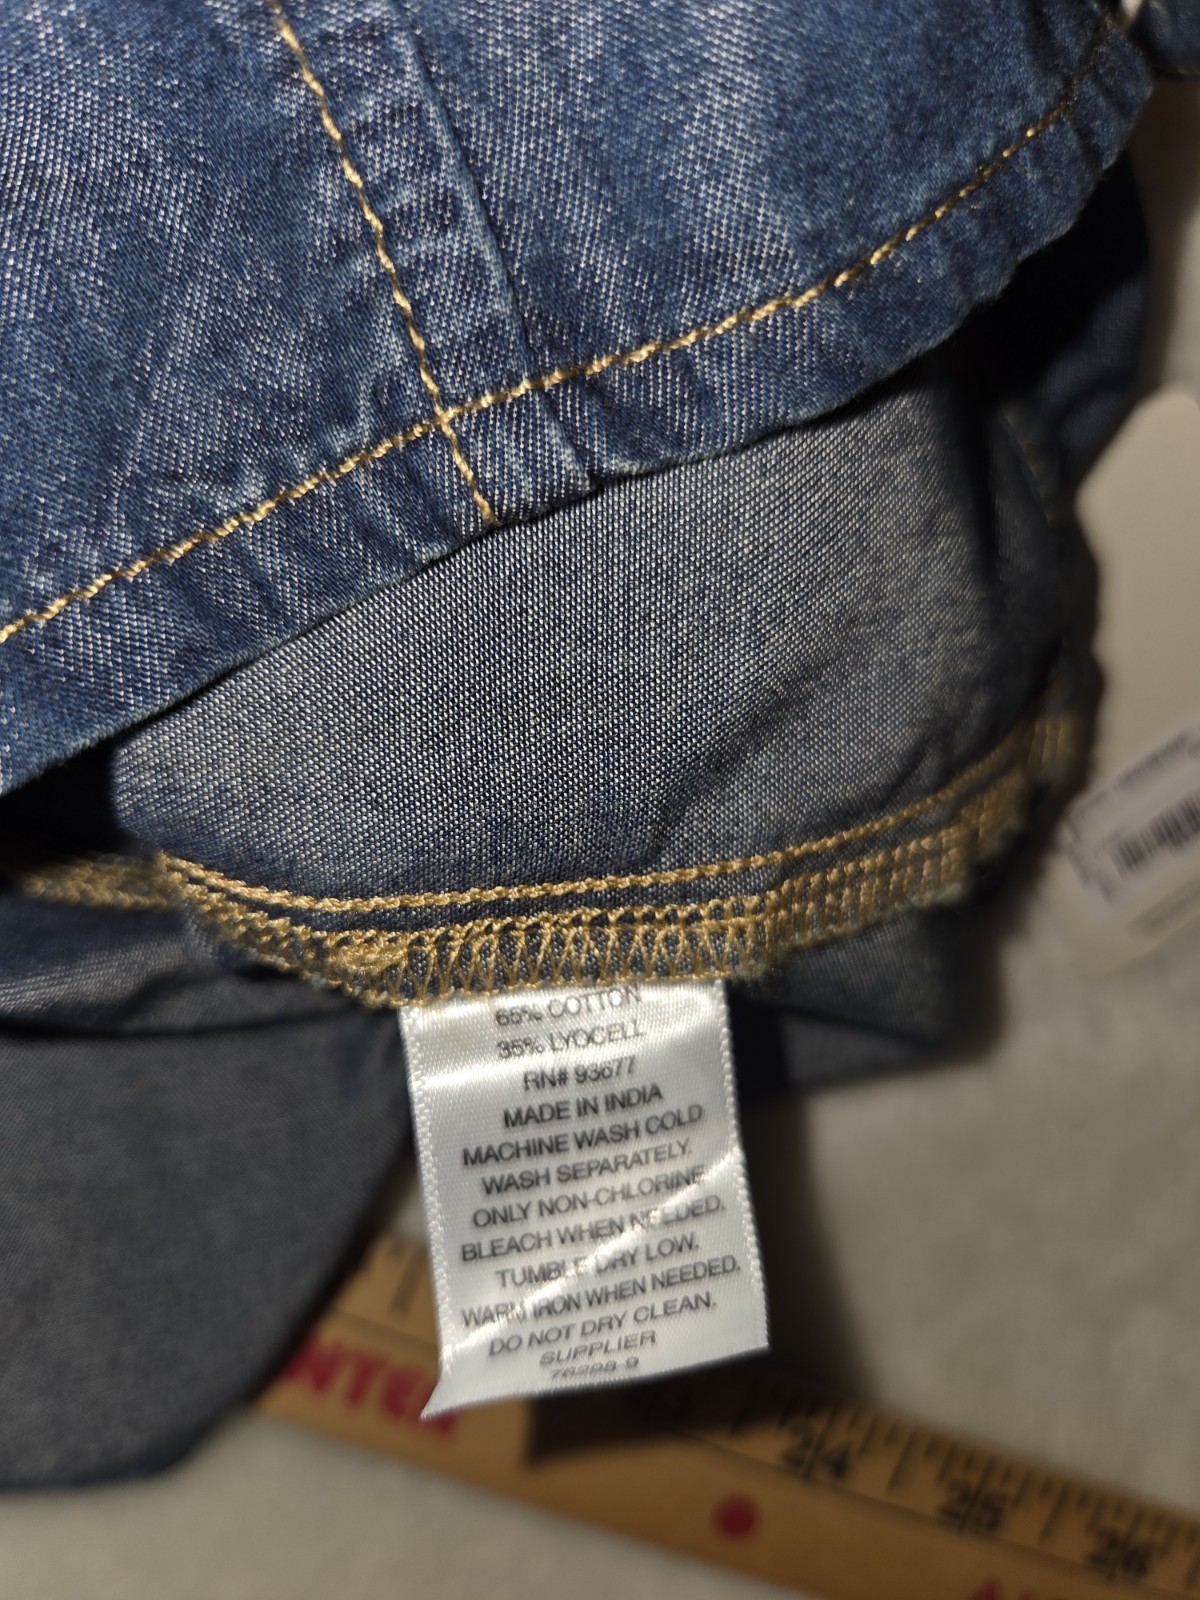 65% COTTON
35% LYOCELL
RN# 93677
MADE IN INDIA
MACHINE WASH COLD
WASH SEPARATELY.
ONLY NON-CHLORINE
BLEACH WHEN NEEDED.
TUMBLE DRY LOW.
WARM IRON WHEN NEEDED.
DO NOT DRY CLEAN.
SUPPLIER
24
25
26